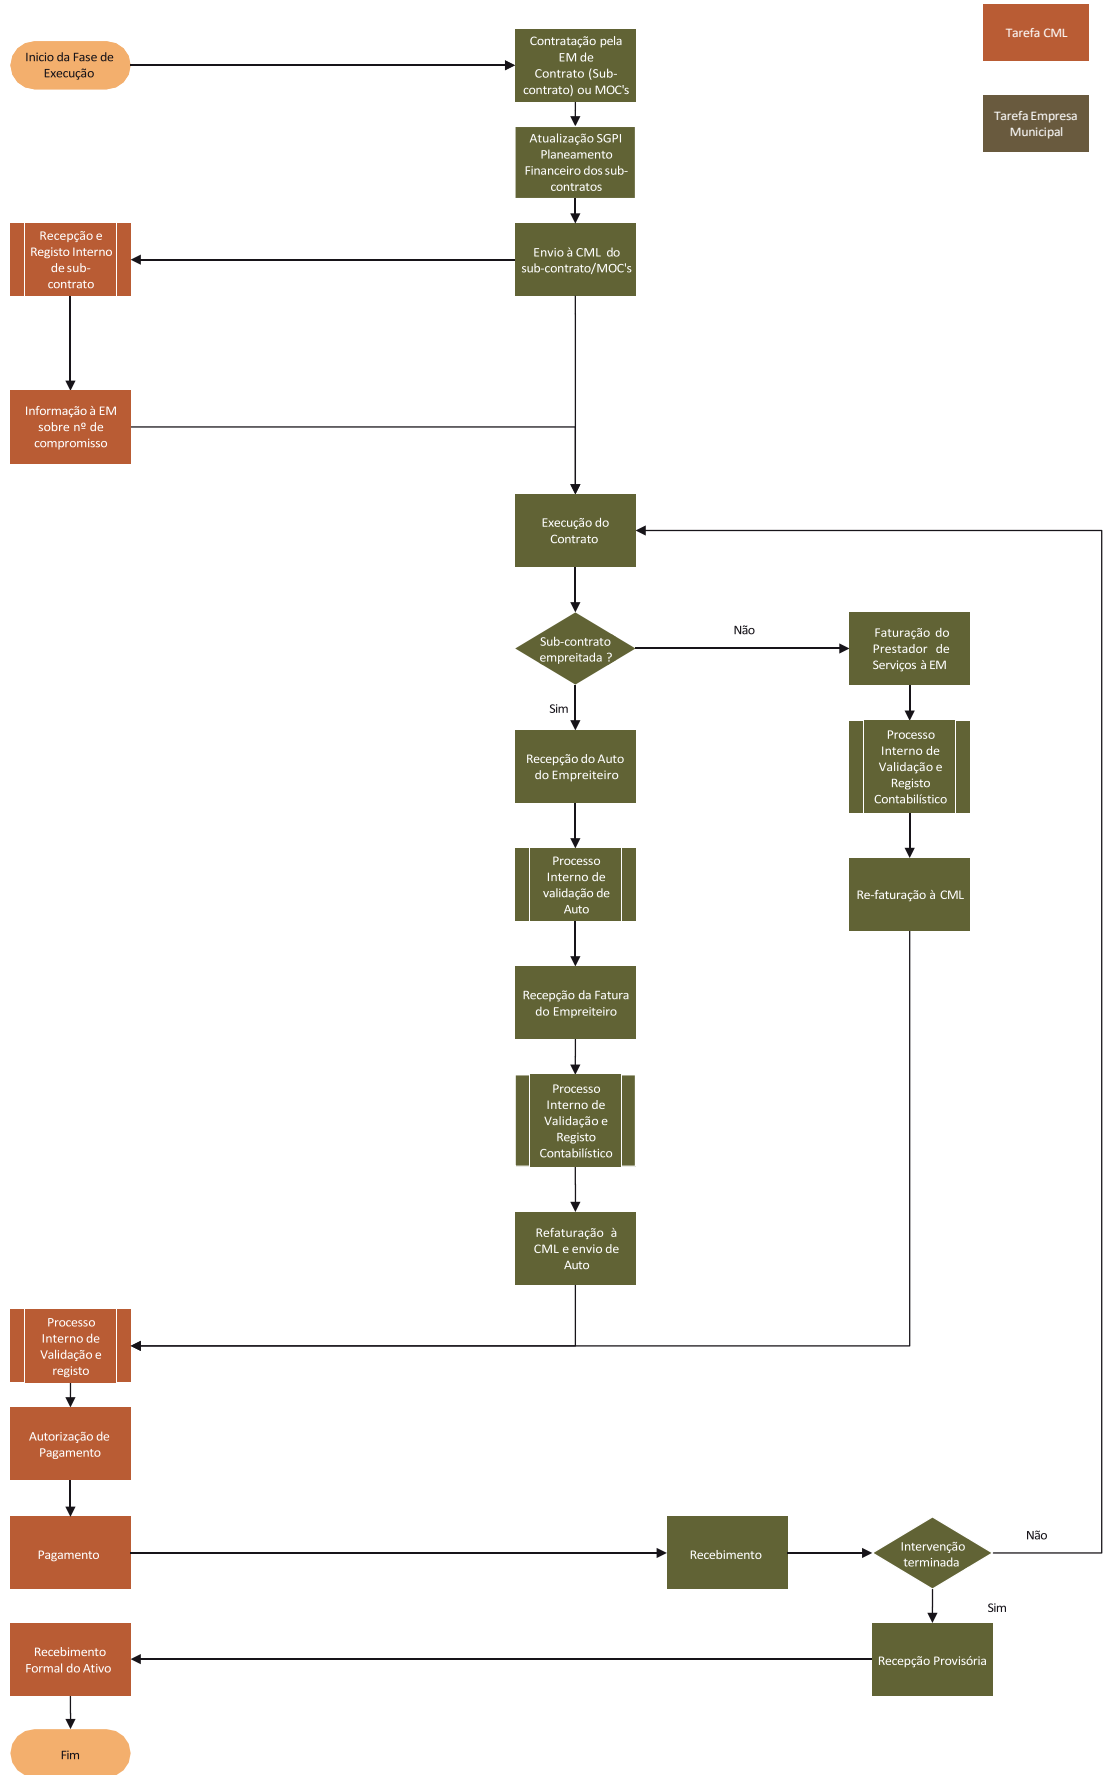 Inicio da Fase de
Execução
Contratação pela
EM de
Contrato (Sub-
contrato) ou MOC's
Tarefa CML
Tarefa Empresa
Municipal
Atualização SGPI
Planeamento
Financeiro dos sub-
contratos
Recepção e
Registo Interno
de sub-
contrato
Envio à CML do
sub-contrato/MOC's
Informação à EM
sobre nº de
compromisso
Execução do
Contrato
Sub-contrato
empreitada ?
Não
Faturação do
Prestador de
Serviços à EM
Sim
Recepção do Auto
do Empreiteiro
Processo
Interno de
Validação e
Registo
Contabilístico
Processo
Interno de
validação de
Auto
Re-faturação à CML
Recepção da Fatura
do Empreiteiro
Processo
Interno de
Validação e
Registo
Contabilístico
Refaturação à
CML e envio de
Auto
Processo
Interno de
Validação e
registo
Autorização de
Pagamento
Pagamento
Recebimento
Intervenção
terminada
Não
Sim
Recebimento
Formal do Ativo
Recepção Provisória
Fim